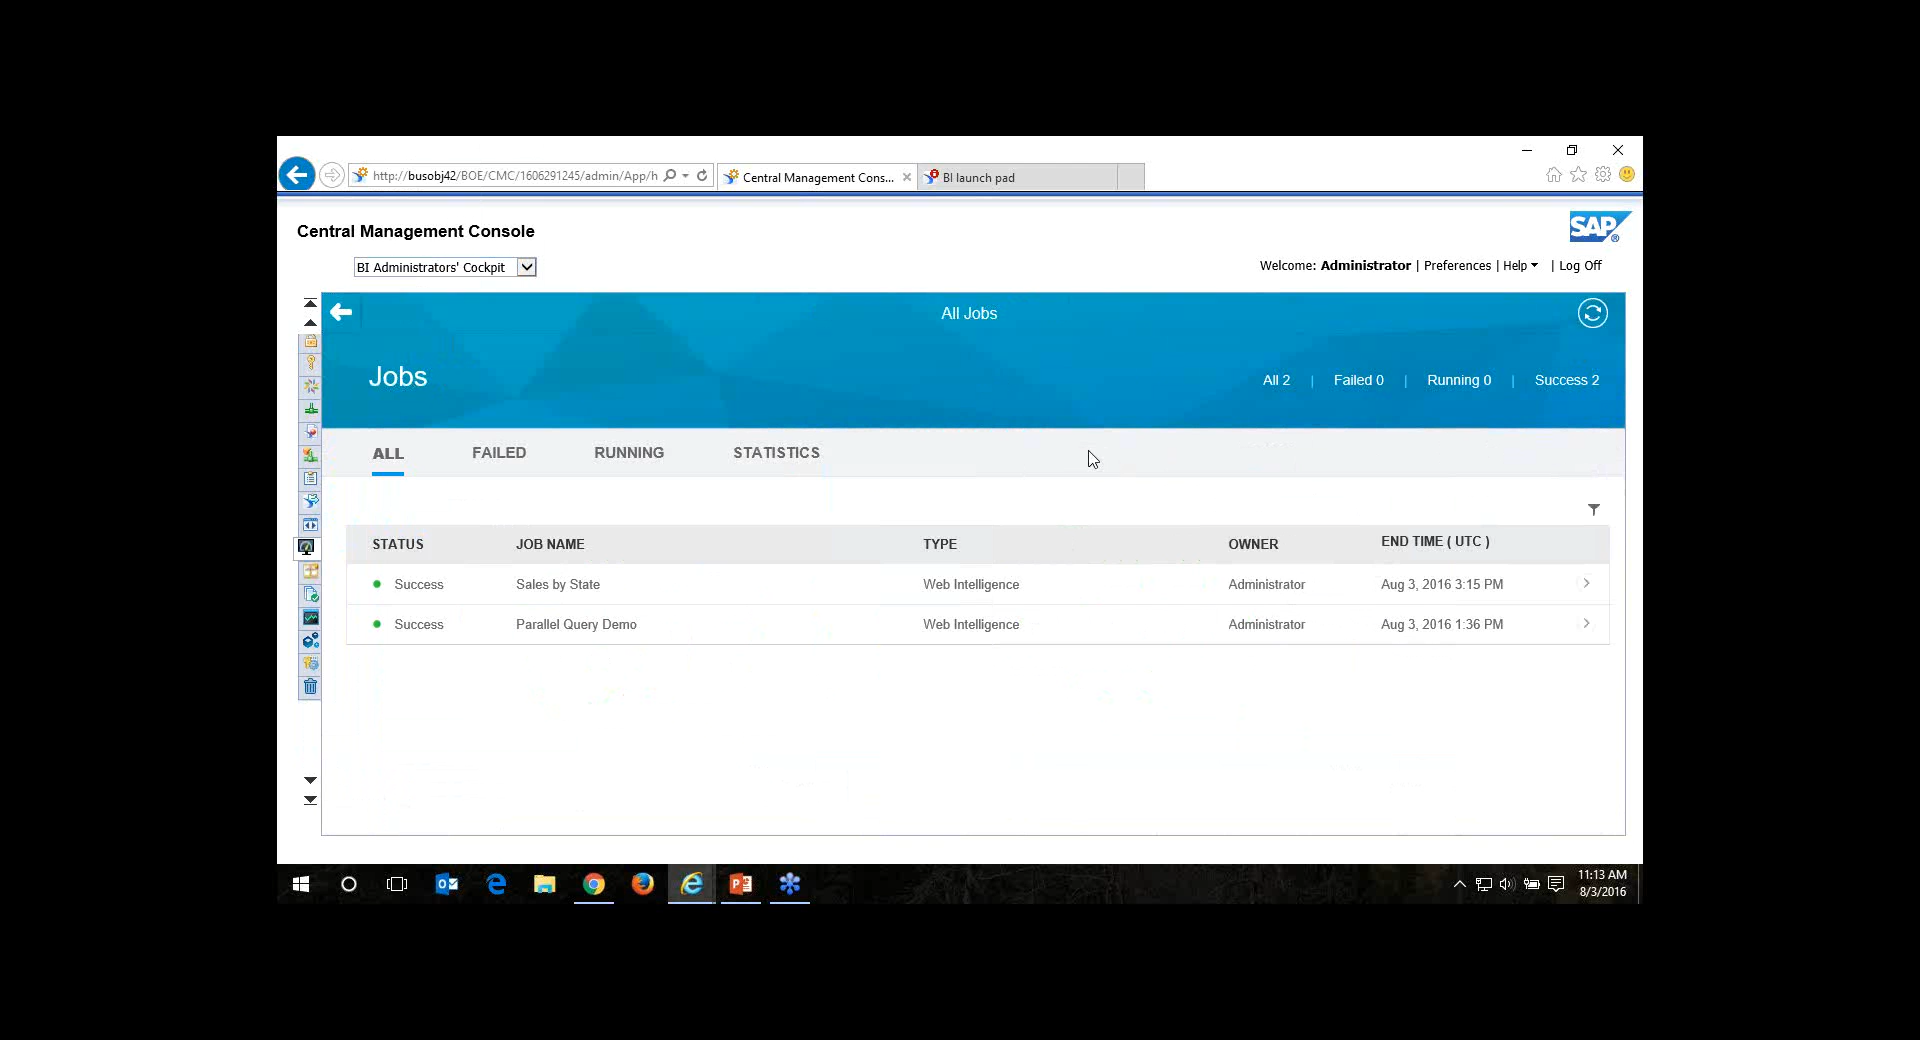 http://busobj42/BOE/CMC/1606291245/admin/App/h
Central Management Cons...
BI launch pad
Central Management Console
SAP
BI Administrators' Cockpit
Welcome: Administrator | Preferences | Help | Log Off
All Jobs
Jobs
All 2 | Failed 0 | Running 0 | Success 2
ALL FAILED RUNNING STATISTICS
STATUS JOB NAME TYPE OWNER END TIME ( UTC )
Success Sales by State Web Intelligence Administrator Aug 3, 2016 3:15 PM
Success Parallel Query Demo Web Intelligence Administrator Aug 3, 2016 1:36 PM
11:13 AM
8/3/2016